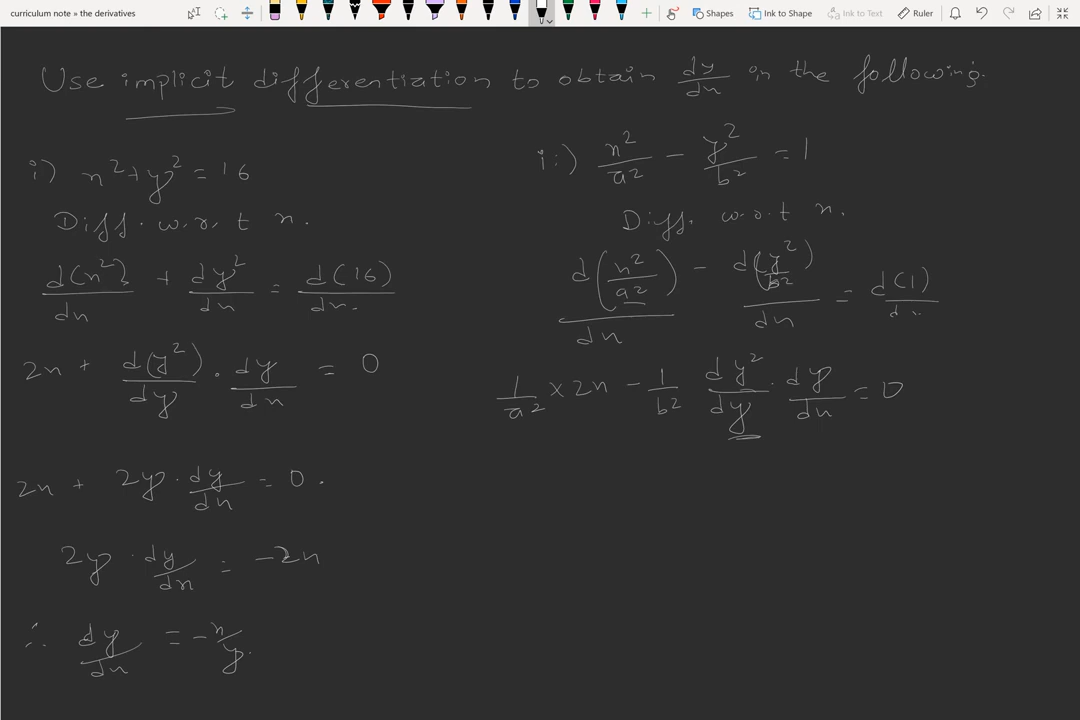 curriculum note » the derivatives
Shapes
Ink to Shape
Ink to Text
Ruler
Use implicit differentiation to obtain dy/dx in the following.
i) x² + y² = 16
Diff. w.r.t x.
d(x²)/dx + dy²/dx = d(16)/dx.
2x + d(y²)/dy · dy/dx = 0
2x + 2y · dy/dx = 0.
2y · dy/dx = -2x
∴ dy/dx = -x/y.
ii) x²/a² - y²/b² = 1
Diff. w.r.t x.
d(x²/a²)/dx - d(y²/b²)/dx = d(1)/dx
1/a² × 2x - 1/b² dy²/dy · dy/dx = 0